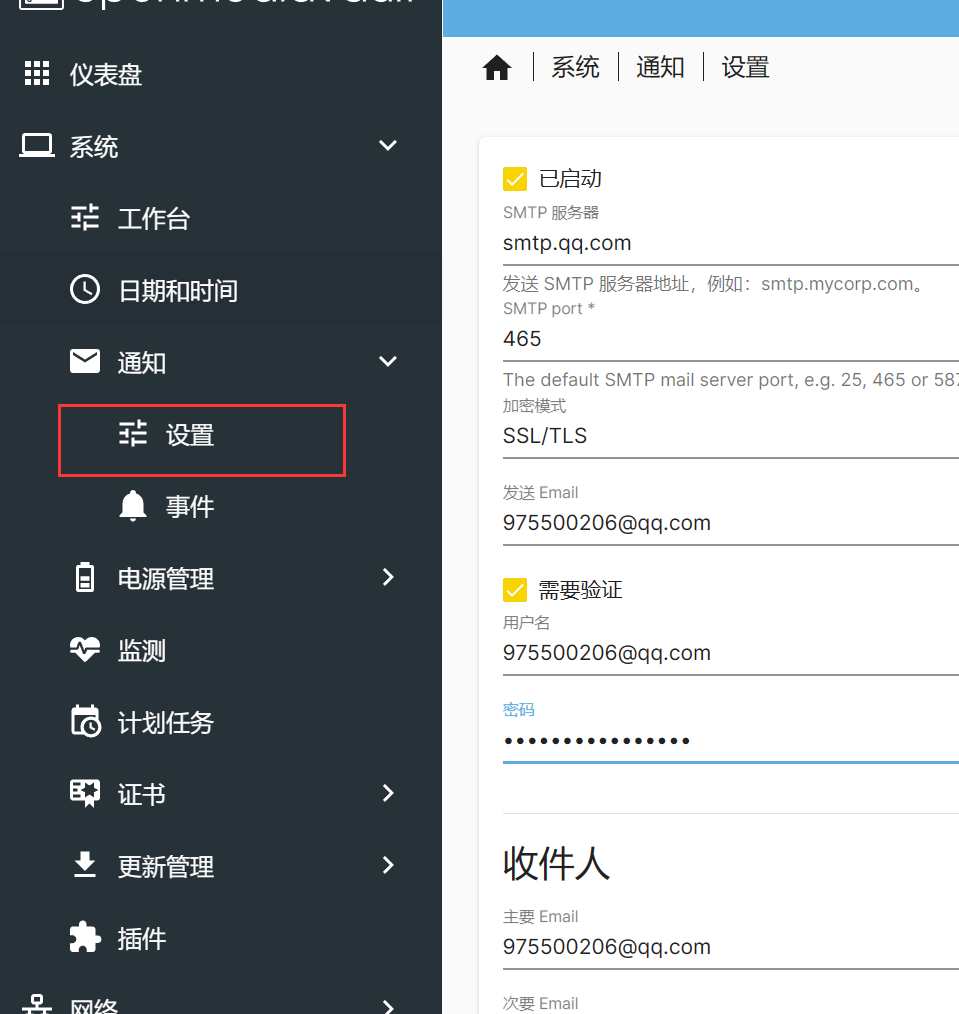 openmediavault
仪表盘
系统
工作台
日期和时间
通知
设置
事件
电源管理
监测
计划任务
证书
更新管理
插件
网络
系统 | 通知 | 设置
已启动
SMTP 服务器
smtp.qq.com
发送 SMTP 服务器地址，例如：smtp.mycorp.com。
SMTP port *
465
The default SMTP mail server port, e.g. 25, 465 or 587
加密模式
SSL/TLS
发送 Email
975500206@qq.com
需要验证
用户名
975500206@qq.com
密码
••••••••••••••••
收件人
主要 Email
975500206@qq.com
次要 Email